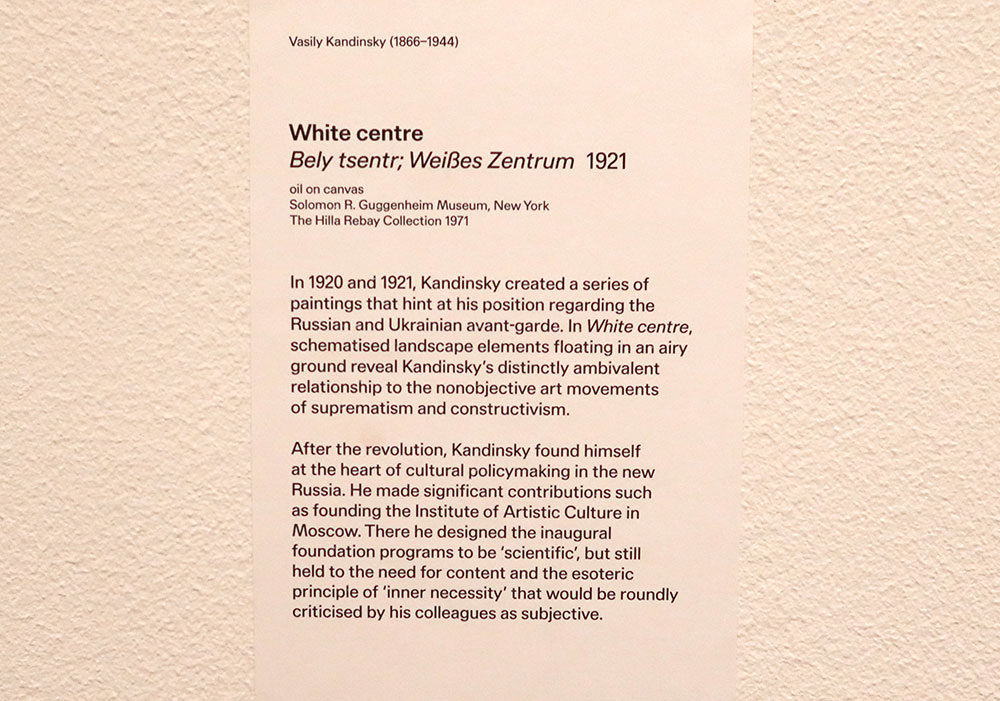 Vasily Kandinsky (1866–1944)
White centre
Bely tsentr; Weißes Zentrum 1921
oil on canvas
Solomon R. Guggenheim Museum, New York
The Hilla Rebay Collection 1971
In 1920 and 1921, Kandinsky created a series of
paintings that hint at his position regarding the
Russian and Ukrainian avant-garde. In White centre,
schematised landscape elements floating in an airy
ground reveal Kandinsky’s distinctly ambivalent
relationship to the nonobjective art movements
of suprematism and constructivism.
After the revolution, Kandinsky found himself
at the heart of cultural policymaking in the new
Russia. He made significant contributions such
as founding the Institute of Artistic Culture in
Moscow. There he designed the inaugural
foundation programs to be ‘scientific’, but still
held to the need for content and the esoteric
principle of ‘inner necessity’ that would be roundly
criticised by his colleagues as subjective.